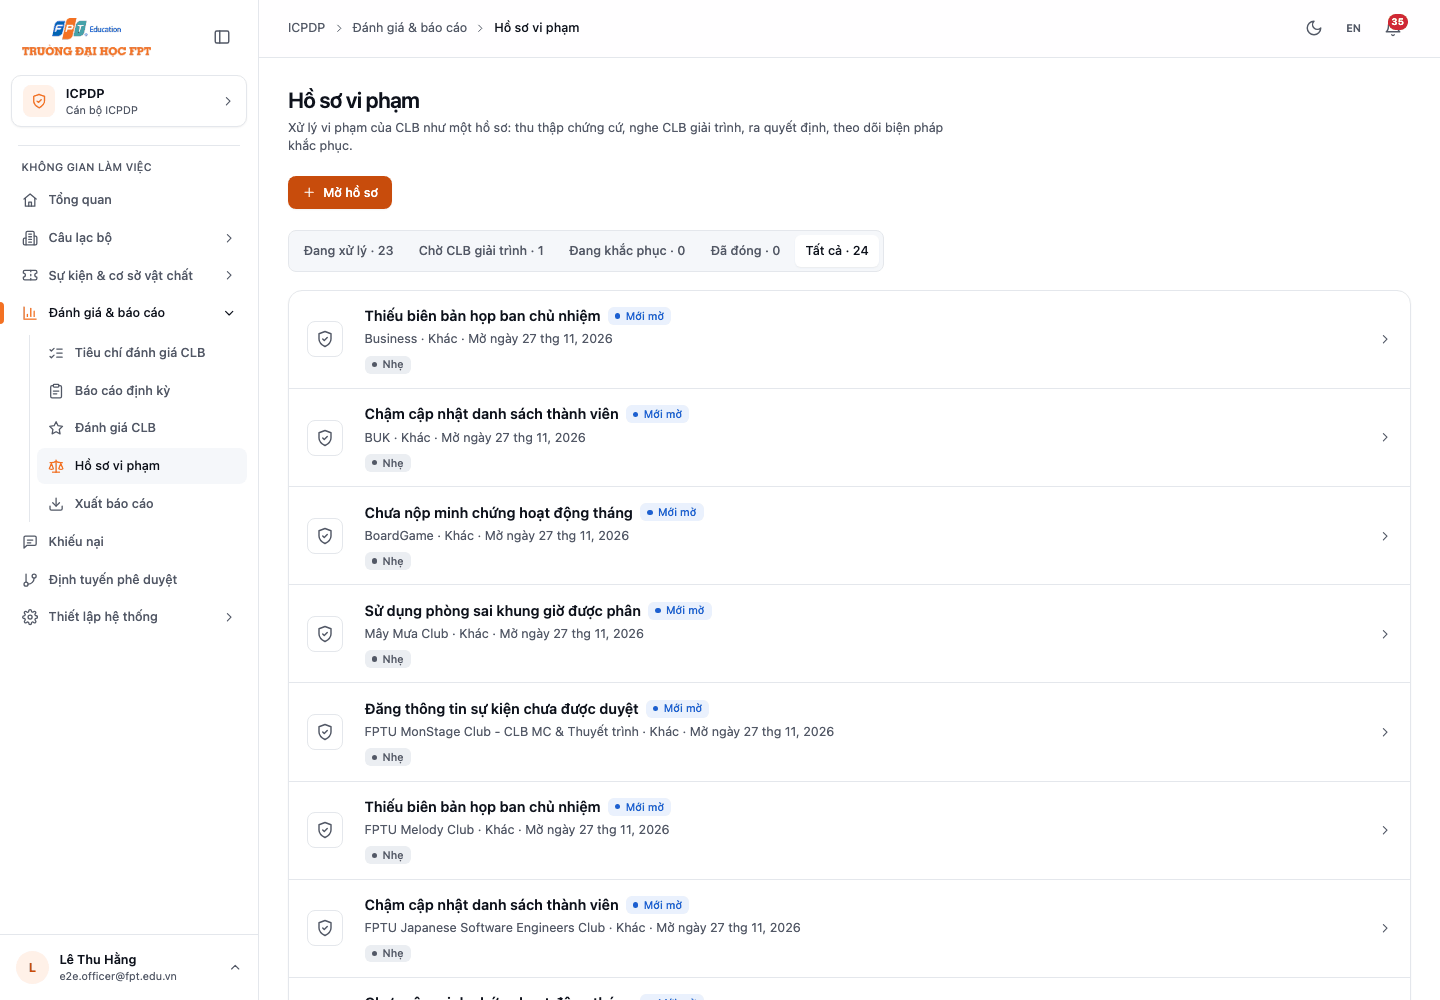 FPT Education
TRƯỜNG ĐẠI HỌC FPT
ICPDP
Cán bộ ICPDP
KHÔNG GIAN LÀM VIỆC
Tổng quan
Câu lạc bộ
Sự kiện & cơ sở vật chất
Đánh giá & báo cáo
Tiêu chí đánh giá CLB
Báo cáo định kỳ
Đánh giá CLB
Hồ sơ vi phạm
Xuất báo cáo
Khiếu nại
Định tuyến phê duyệt
Thiết lập hệ thống
L
Lê Thu Hằng
e2e.officer@fpt.edu.vn
ICPDP > Đánh giá & báo cáo > Hồ sơ vi phạm
EN
35
Hồ sơ vi phạm
Xử lý vi phạm của CLB như một hồ sơ: thu thập chứng cứ, nghe CLB giải trình, ra quyết định, theo dõi biện pháp
khắc phục.
+ Mở hồ sơ
Đang xử lý · 23 Chờ CLB giải trình · 1 Đang khắc phục · 0 Đã đóng · 0 Tất cả · 24
Thiếu biên bản họp ban chủ nhiệm Mới mở
Business · Khác · Mở ngày 27 thg 11, 2026
Nhẹ
Chậm cập nhật danh sách thành viên Mới mở
BUK · Khác · Mở ngày 27 thg 11, 2026
Nhẹ
Chưa nộp minh chứng hoạt động tháng Mới mở
BoardGame · Khác · Mở ngày 27 thg 11, 2026
Nhẹ
Sử dụng phòng sai khung giờ được phân Mới mở
Mây Mưa Club · Khác · Mở ngày 27 thg 11, 2026
Nhẹ
Đăng thông tin sự kiện chưa được duyệt Mới mở
FPTU MonStage Club - CLB MC & Thuyết trình · Khác · Mở ngày 27 thg 11, 2026
Nhẹ
Thiếu biên bản họp ban chủ nhiệm Mới mở
FPTU Melody Club · Khác · Mở ngày 27 thg 11, 2026
Nhẹ
Chậm cập nhật danh sách thành viên Mới mở
FPTU Japanese Software Engineers Club · Khác · Mở ngày 27 thg 11, 2026
Nhẹ